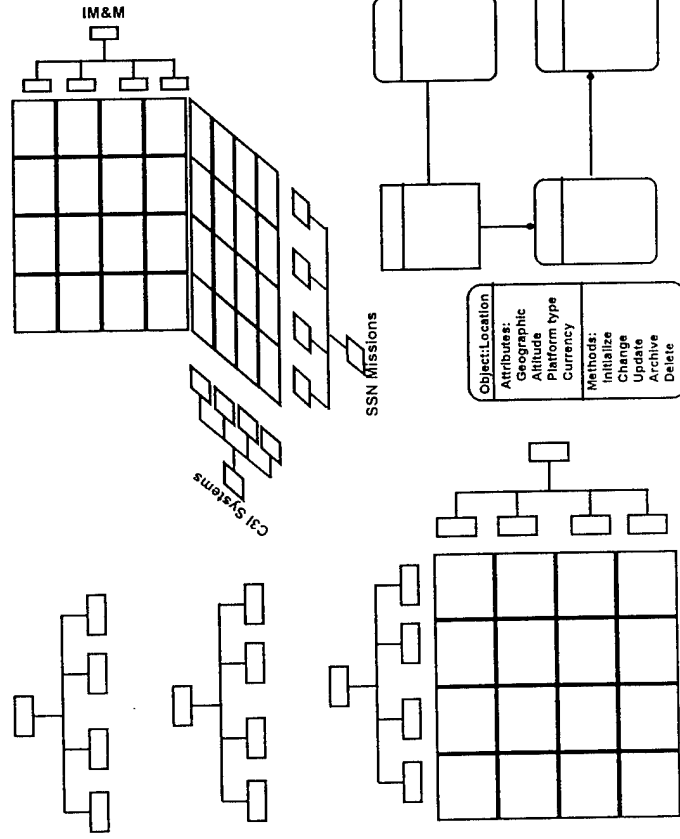 IM&M
C3I Systems
SSN Missions
Object:Location
Attributes:
Geographic
Altitude
Platform type
Currency
Methods:
Initialize
Change
Update
Archive
Delete